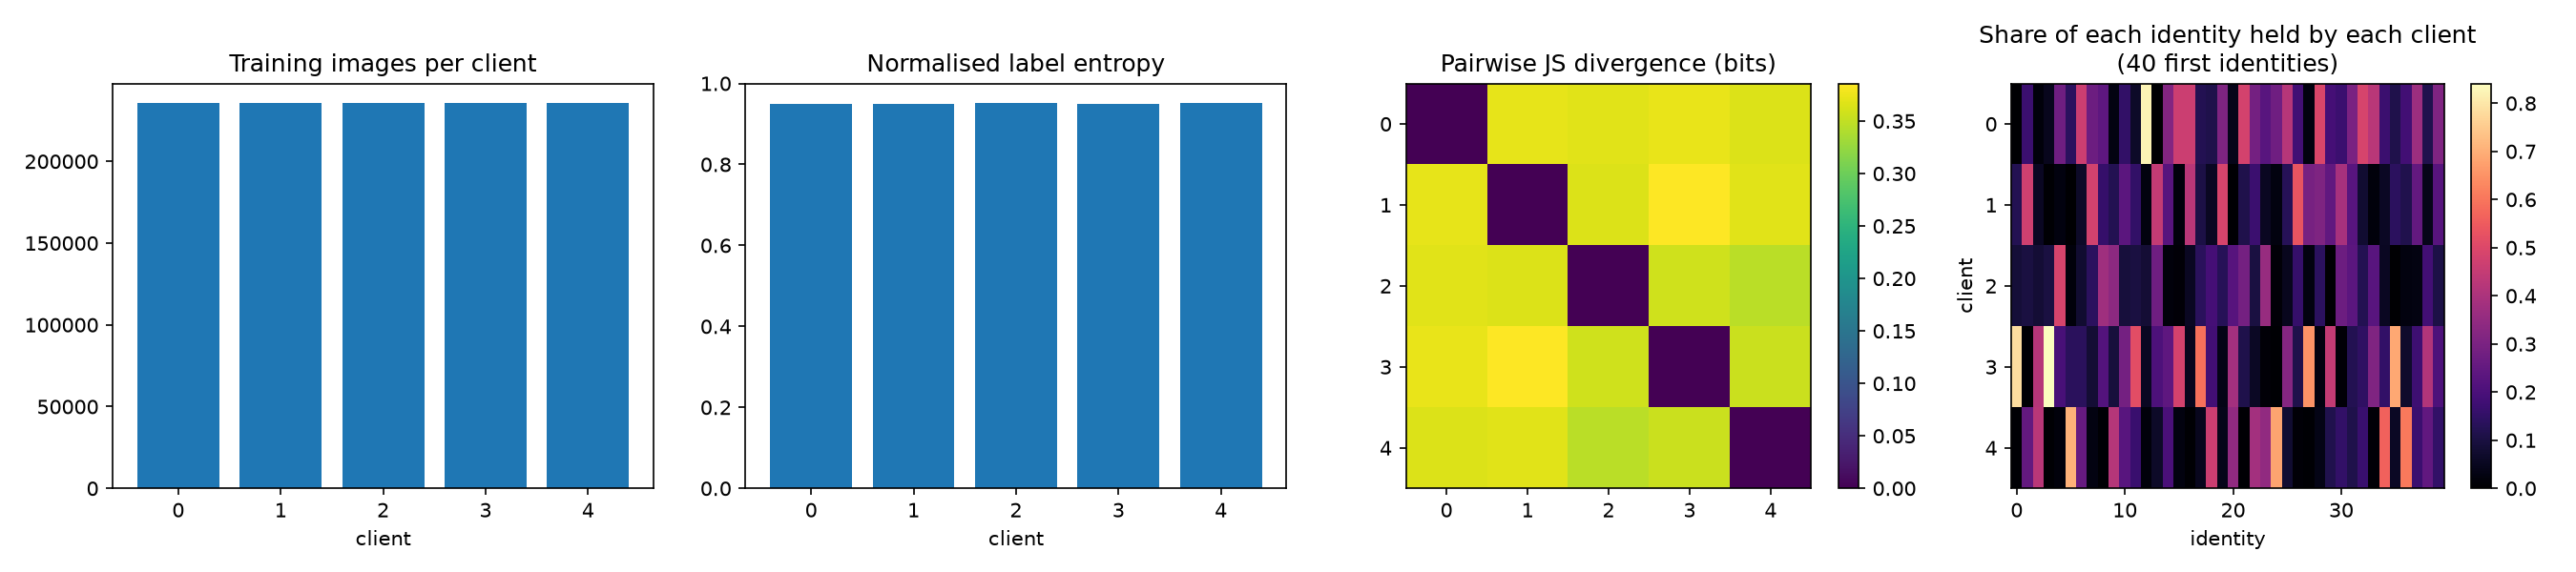 Training images per client
200000
150000
100000
50000
0
0 1 2 3 4
client
Normalised label entropy
1.0
0.8
0.6
0.4
0.2
0.0
0 1 2 3 4
client
Pairwise JS divergence (bits)
0
1
2
3
4
0 1 2 3 4
0.35
0.30
0.25
0.20
0.15
0.10
0.05
0.00
Share of each identity held by each client
(40 first identities)
client
0
1
2
3
4
0 10 20 30
identity
0.8
0.7
0.6
0.5
0.4
0.3
0.2
0.1
0.0